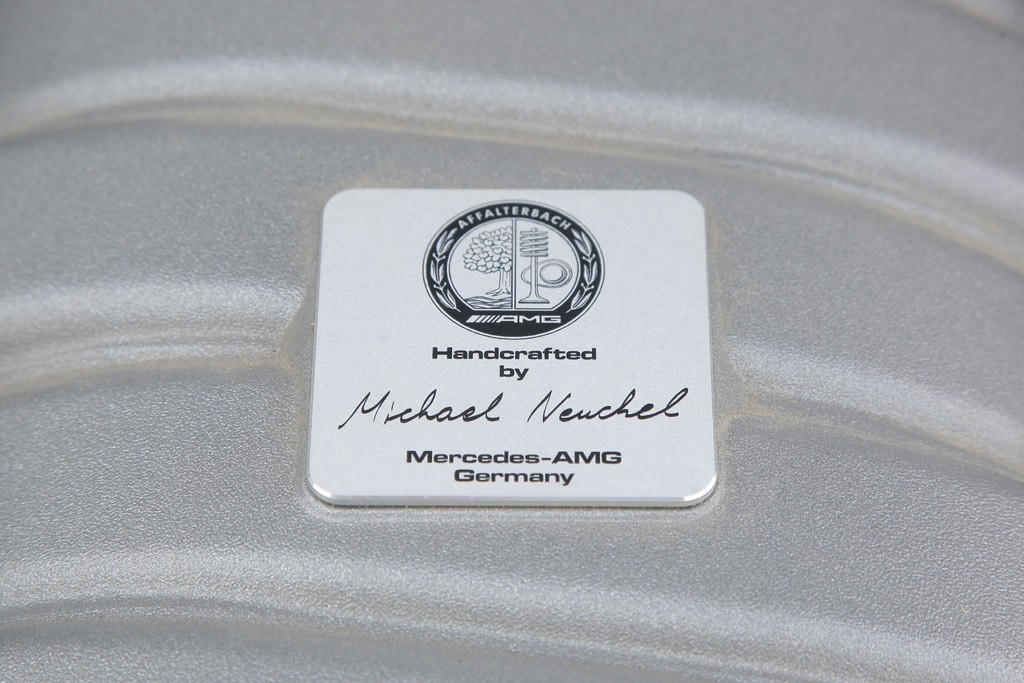 AFFALTERBACH
AMG
Handcrafted
by
Michael Neuchel
Mercedes-AMG
Germany